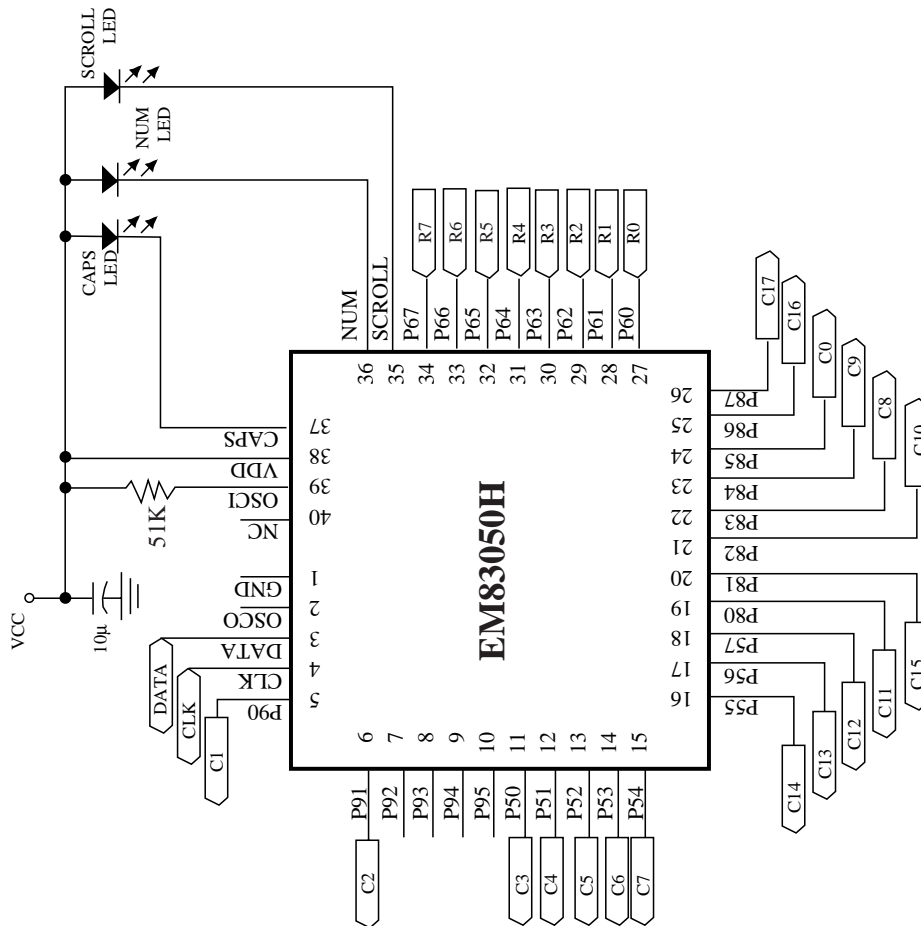 SCROLL
LED
NUM
LED
CAPS
LED
VCC
10µ
51K
NUM
SCROLL
P67
P66
P65
P64
P63
P62
P61
P60
R7
R6
R5
R4
R3
R2
R1
R0
36
35
34
33
32
31
30
29
28
27
CAPS
VDD
OSCI
NC
GND
OSCO
DATA
CLK
P90
37
38
39
40
1
2
3
4
5
DATA
CLK
C1
EM83050H
26
25
24
23
22
21
20
19
18
17
16
P87
P86
P85
P84
P83
P82
P81
P80
P57
P56
P55
C17
C16
C0
C9
C8
C10
C15
C11
C12
C13
C14
6
7
8
9
10
11
12
13
14
15
P91
P92
P93
P94
P95
P50
P51
P52
P53
P54
C2
C3
C4
C5
C6
C7